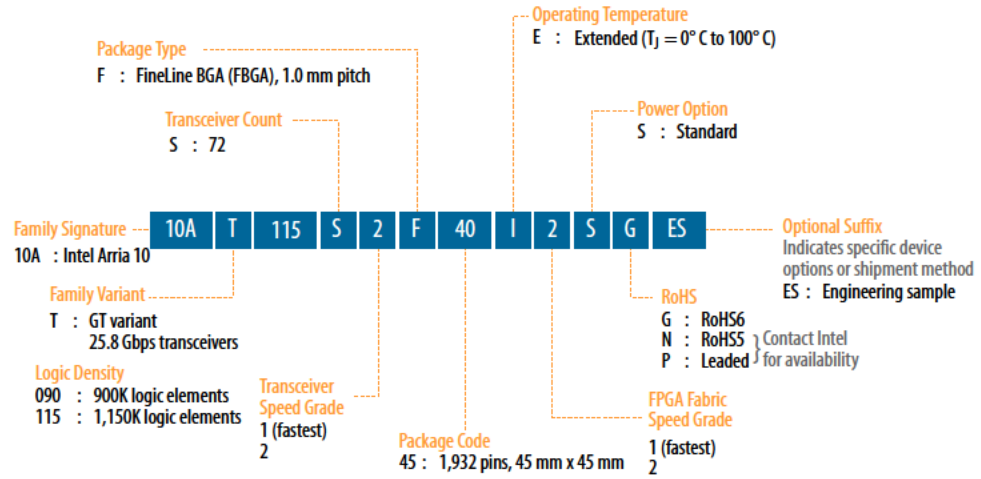 Operating Temperature
E : Extended (TJ = 0° C to 100° C)
Package Type
F : FineLine BGA (FBGA), 1.0 mm pitch
Transceiver Count
S : 72
Power Option
S : Standard
Family Signature
10A : Intel Arria 10
10A T 115 S 2 F 40 I 2 S G ES
Optional Suffix
Indicates specific device
options or shipment method
ES : Engineering sample
Family Variant
T : GT variant
25.8 Gbps transceivers
RoHS
G : RoHS6
N : RoHS5
P : Leaded
Contact Intel
for availability
Logic Density
090 : 900K logic elements
115 : 1,150K logic elements
Transceiver
Speed Grade
1 (fastest)
2
Package Code
45 : 1,932 pins, 45 mm x 45 mm
FPGA Fabric
Speed Grade
1 (fastest)
2